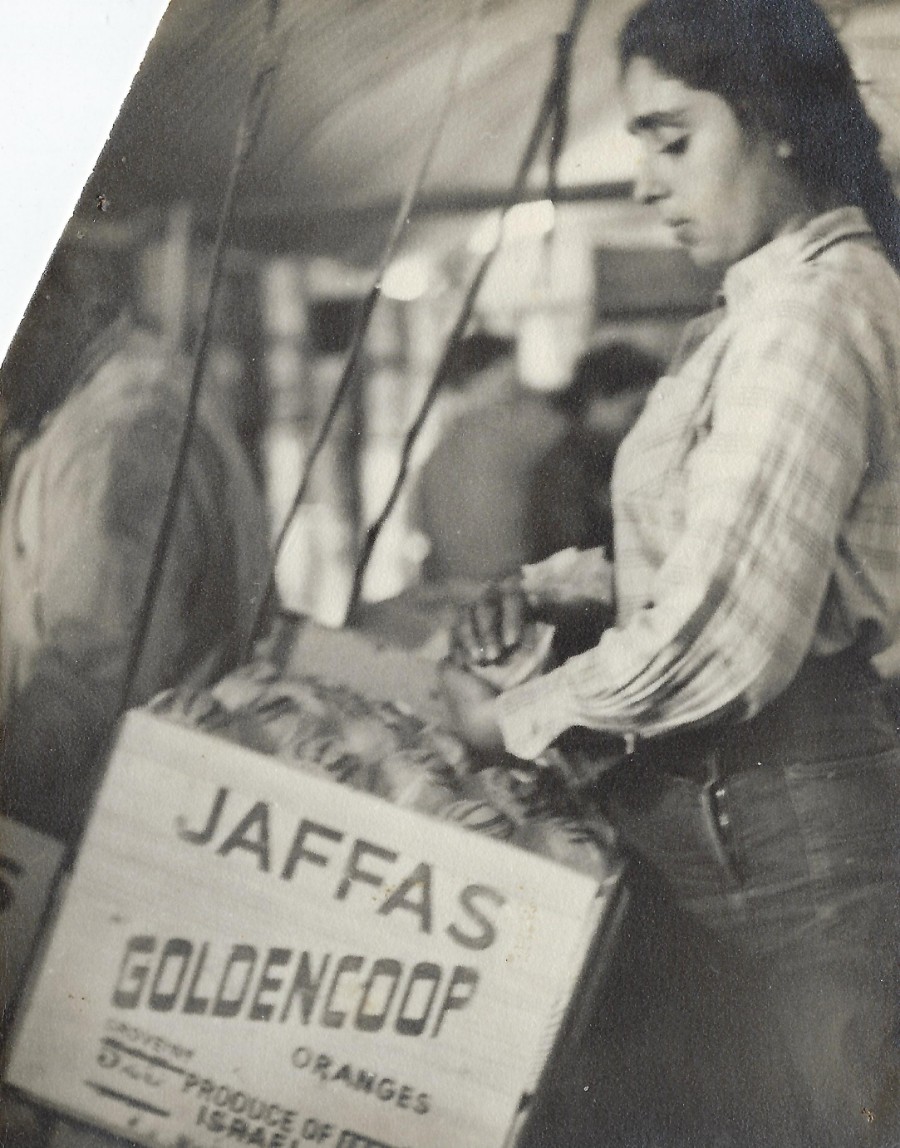 JAFFAS
GOLDENCOOP
ORANGES
PRODUCE OF
ISRAEL
S